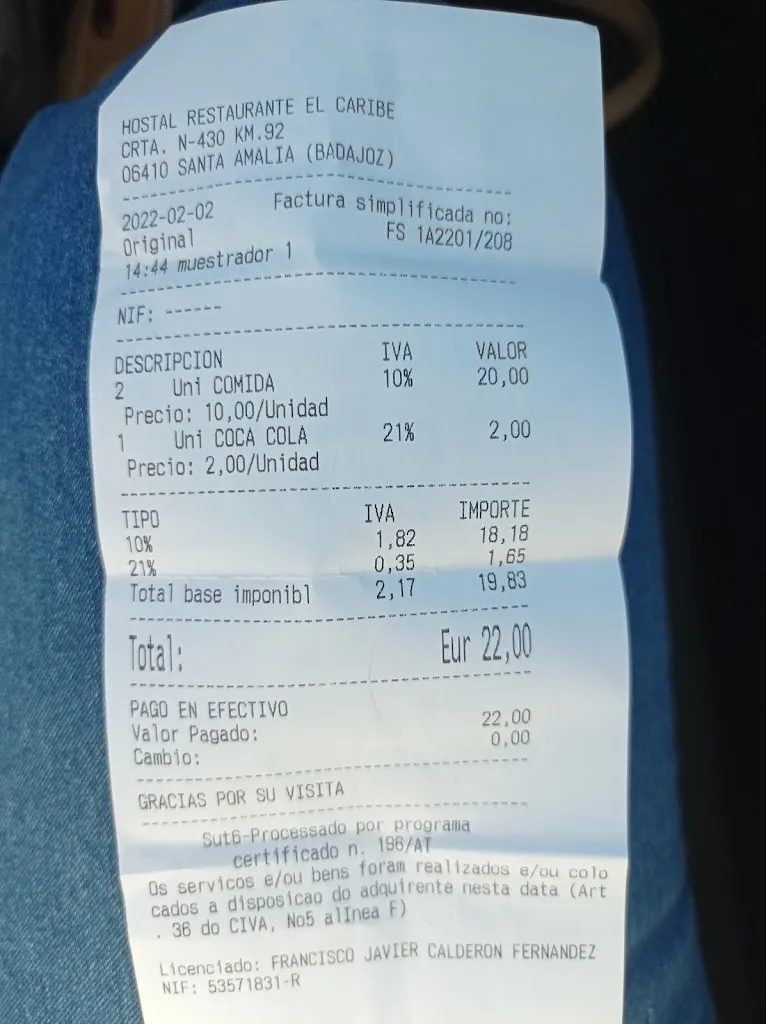 HOSTAL RESTAURANTE EL CARIBE
CRTA. N-430 KM.92
06410 SANTA AMALIA (BADAJOZ)
2022-02-02 Factura simplificada no:
Original FS 1A2201/208
14:44 muestrador 1
NIF: ------
DESCRIPCION IVA VALOR
2 Uni COMIDA 10% 20,00
Precio: 10,00/Unidad
1 Uni COCA COLA 21% 2,00
Precio: 2,00/Unidad
TIPO IVA IMPORTE
10% 1,82 18,18
21% 0,35 1,65
Total base imponibl 2,17 19,83
Total: Eur 22,00
PAGO EN EFECTIVO
Valor Pagado: 22,00
Cambio: 0,00
GRACIAS POR SU VISITA
Sut6-Processado por programa
certificado n. 196/AT
Os servicos e/ou bens foram realizados e/ou colo
cados a disposicao do adquirente nesta data (Art
. 36 do CIVA, No5 alInea F)
Licenciado: FRANCISCO JAVIER CALDERON FERNANDEZ
NIF: 53571831-R